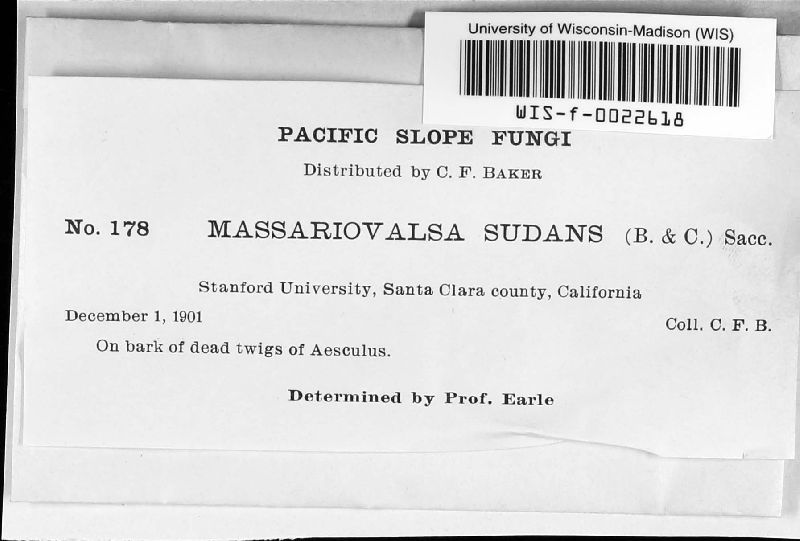 University of Wisconsin-Madison (WIS)
WIS-f-0022618
PACIFIC SLOPE FUNGI
Distributed by C. F. BAKER
No. 178 MASSARIOVALSA SUDANS (B. & C.) Sacc.
Stanford University, Santa Clara county, California
December 1, 1901 Coll. C. F. B.
On bark of dead twigs of Aesculus.
Determined by Prof. Earle